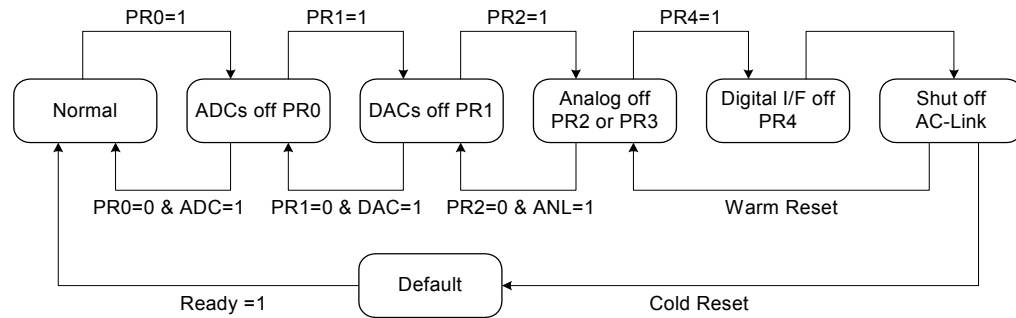 PR0=1
PR1=1
PR2=1
PR4=1
Normal
ADCs off PR0
DACs off PR1
Analog off
PR2 or PR3
Digital I/F off
PR4
Shut off
AC-Link
PR0=0 & ADC=1
PR1=0 & DAC=1
PR2=0 & ANL=1
Warm Reset
Default
Ready =1
Cold Reset